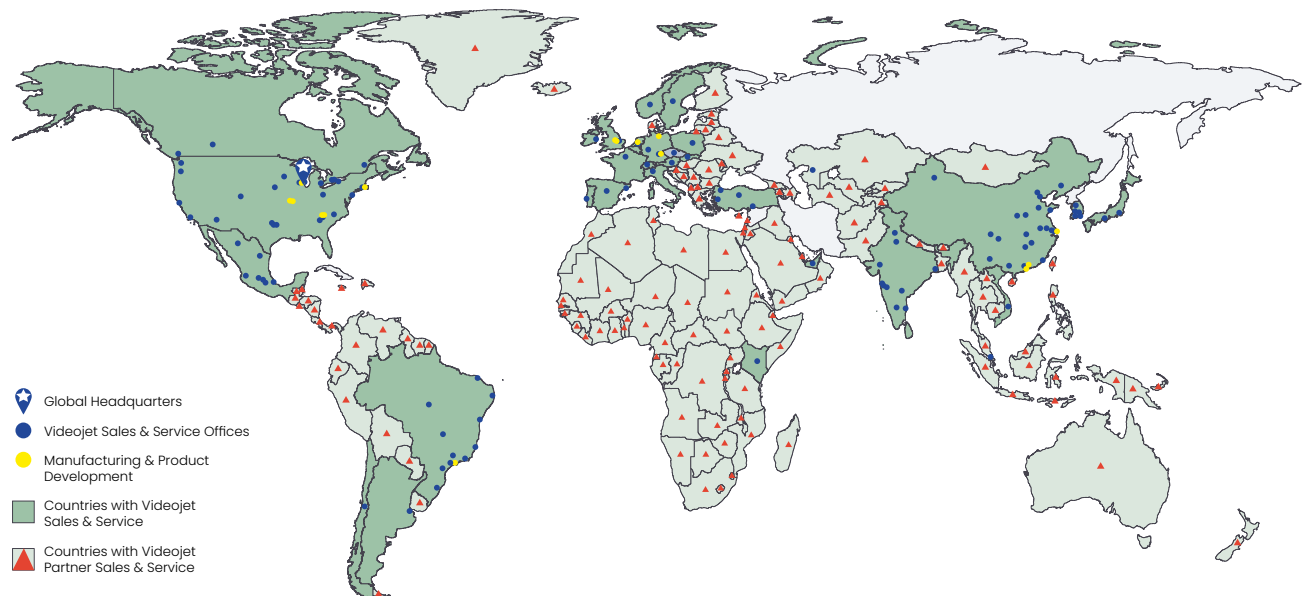 Global Headquarters
Videojet Sales & Service Offices
Manufacturing & Product
Development
Countries with Videojet
Sales & Service
Countries with Videojet
Partner Sales & Service